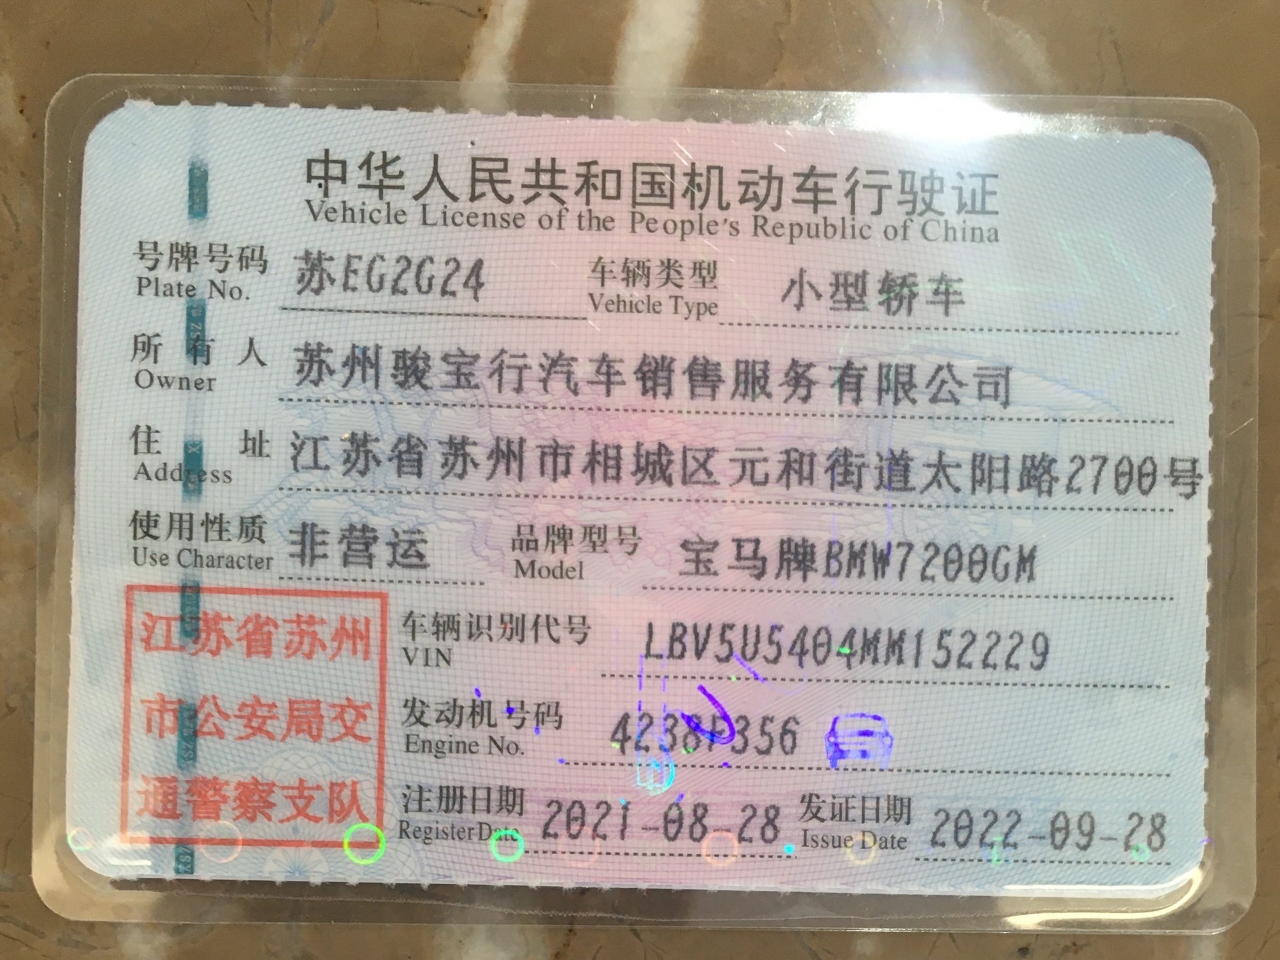 中华人民共和国机动车行驶证
Vehicle License of the People's Republic of China
号牌号码 苏EG2G24 车辆类型 小型轿车
Plate No. Vehicle Type
所有人 苏州骏宝行汽车销售服务有限公司
Owner
住址 江苏省苏州市相城区元和街道太阳路2700号
Address
使用性质 非营运 品牌型号 宝马牌BMW7200GM
Use Character Model
江苏省苏州
市公安局交
通警察支队
车辆识别代号 LBV5U5404MM152229
VIN
发动机号码 4238F356
Engine No.
注册日期 2021-08-28 发证日期 2022-09-28
Register Date Issue Date